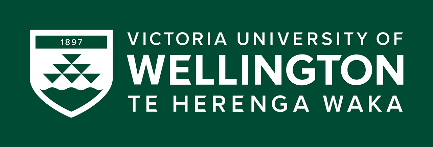 1897
VICTORIA UNIVERSITY OF
WELLINGTON
TE HERENGA WAKA